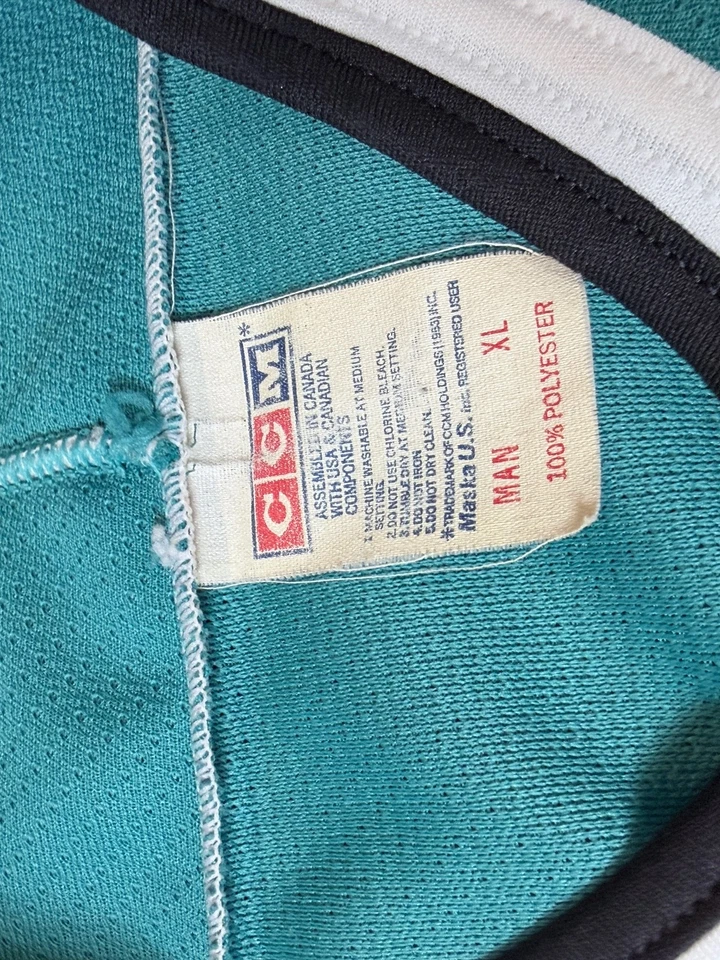 CCM*
ASSEMBLED IN CANADA
WITH USA & CANADIAN
COMPONENTS
1. MACHINE WASHABLE AT MEDIUM
SETTING.
2. DO NOT USE CHLORINE BLEACH.
3. TUMBLE DRY AT MEDIUM SETTING.
4. DO NOT IRON
5. DO NOT DRY CLEAN.
*TRADEMARK OF CCM HOLDINGS (1983) INC.
Maska U.S. Inc. REGISTERED USER
MAN XL
100% POLYESTER